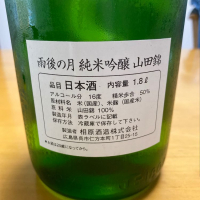 雨後の月 純米吟醸 山田錦
品目 日本酒 内容量 1.8ℓ
アルコール分 16度 精米歩合 50%
原材料名 米(国産)、米麹(国産米)
原料米 山田錦100%
製造年月 表ラベルに記載
保存方法 冷蔵庫で保存して下さい。
製造者 相原酒造株式会社
広島県呉市仁方本町1丁目25-15